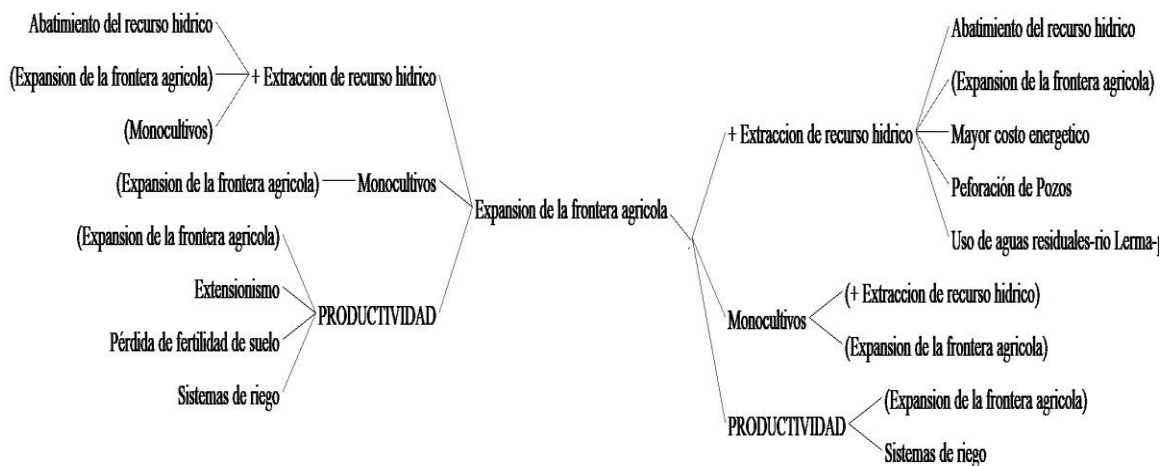 Abatimiento del recurso hidrico
(Expansion de la frontera agricola)
+ Extraccion de recurso hidrico
(Monocultivos)
(Expansion de la frontera agricola)
Monocultivos
(Expansion de la frontera agricola)
Extensionismo
PRODUCTIVIDAD
Pérdida de fertilidad de suelo
Sistemas de riego
Expansion de la frontera agricola
+ Extraccion de recurso hidrico
Abatimiento del recurso hidrico
(Expansion de la frontera agricola)
Mayor costo energetico
Peforación de Pozos
Uso de aguas residuales-rio Lerma-p
Monocultivos
(+ Extraccion de recurso hidrico)
(Expansion de la frontera agricola)
PRODUCTIVIDAD
(Expansion de la frontera agricola)
Sistemas de riego